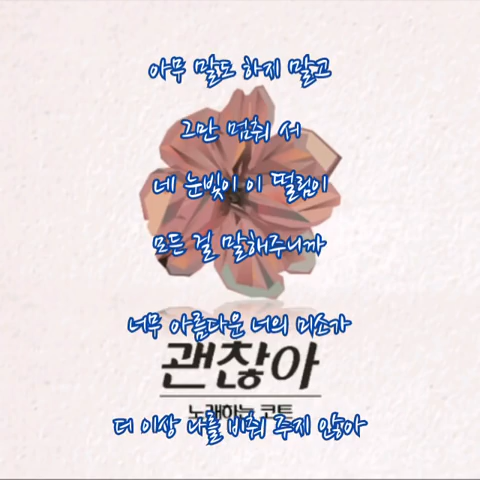 아무 말도 하지 말고
그만 멈춰 서
네 눈빛이 이 떨림이
모든 걸 말해주니까
너무 아름다운 너의 미소가
괜찮아
노래하는 코트
더 이상 나를 비춰 주지 않아